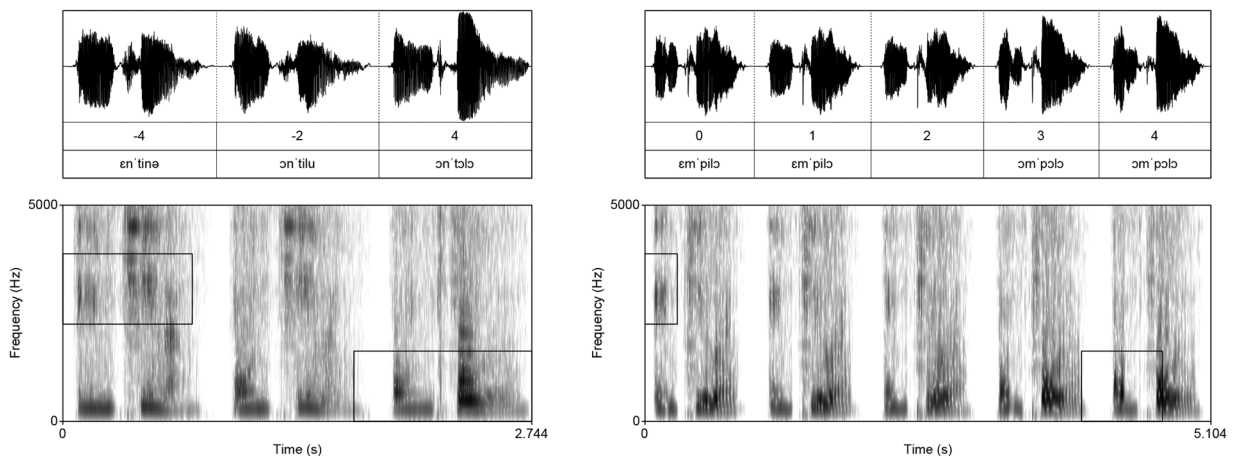 -4 -2 4
ɛnˈtinə ɔnˈtilu ɔnˈtɔlɔ
5000
Frequency (Hz)
0
0 2.744
Time (s)
0 1 2 3 4
ɛmˈpilɔ ɛmˈpilɔ ɔmˈpɔlɔ ɔmˈpɔlɔ
5000
Frequency (Hz)
0
0 5.104
Time (s)